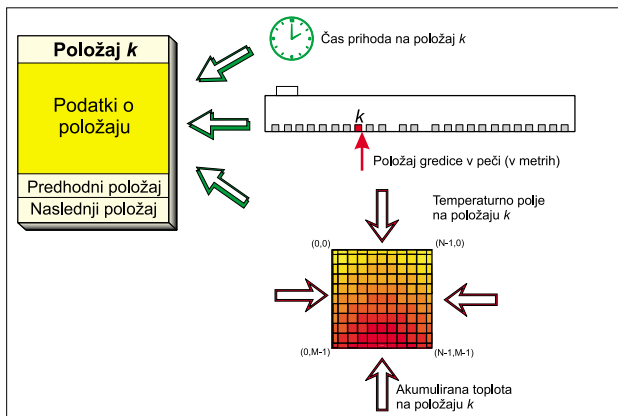 Položaj k
Podatki o
položaju
Predhodni položaj
Naslednji položaj
Čas prihoda na položaj k
k
Položaj gredice v peči (v metrih)
Temperaturno polje
na položaju k
(0,0)
(N-1,0)
(0,M-1)
(N-1,M-1)
Akumulirana toplota
na položaju k